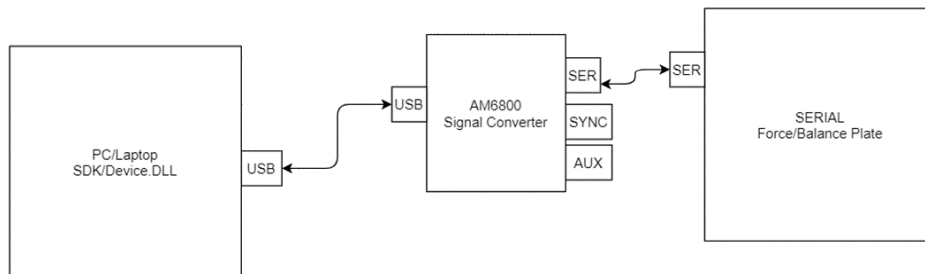 PC/Laptop
SDK/Device.DLL
USB
USB
AM6800
Signal Converter
SER
SYNC
AUX
SER
SERIAL
Force/Balance Plate